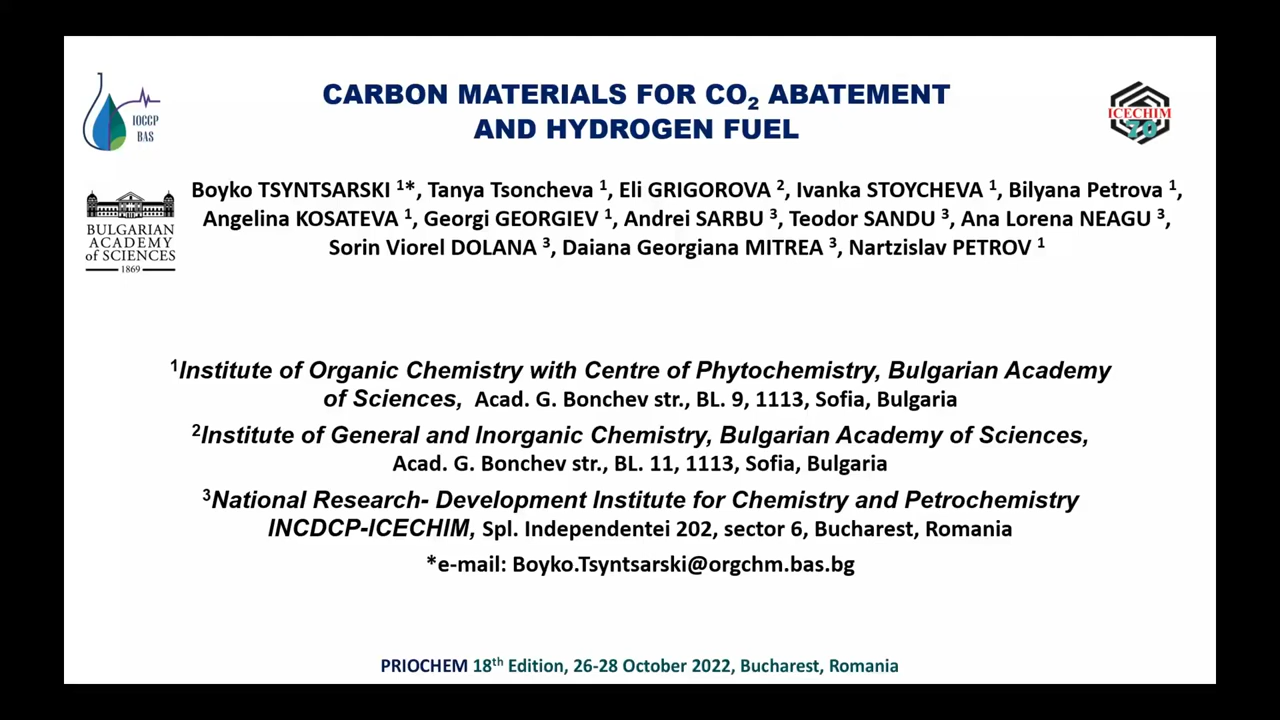 CARBON MATERIALS FOR CO₂ ABATEMENT
AND HYDROGEN FUEL
IOCCP
BAS
ICECHIM
70
BULGARIAN
ACADEMY
of SCIENCES
1869
Boyko TSYNTSARSKI ¹*, Tanya Tsoncheva ¹, Eli GRIGOROVA ², Ivanka STOYCHEVA ¹, Bilyana Petrova ¹,
Angelina KOSATEVA ¹, Georgi GEORGIEV ¹, Andrei SARBU ³, Teodor SANDU ³, Ana Lorena NEAGU ³,
Sorin Viorel DOLANA ³, Daiana Georgiana MITREA ³, Nartzislav PETROV ¹
¹Institute of Organic Chemistry with Centre of Phytochemistry, Bulgarian Academy
of Sciences, Acad. G. Bonchev str., BL. 9, 1113, Sofia, Bulgaria
²Institute of General and Inorganic Chemistry, Bulgarian Academy of Sciences,
Acad. G. Bonchev str., BL. 11, 1113, Sofia, Bulgaria
³National Research- Development Institute for Chemistry and Petrochemistry
INCDCP-ICECHIM, Spl. Independentei 202, sector 6, Bucharest, Romania
*e-mail: Boyko.Tsyntsarski@orgchm.bas.bg
PRIOCHEM 18th Edition, 26-28 October 2022, Bucharest, Romania